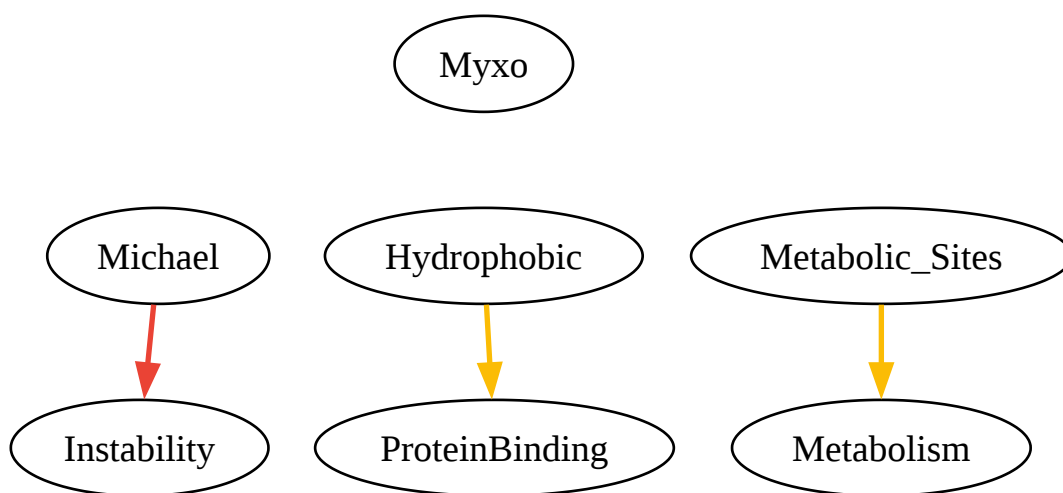 Myxo
Michael
Hydrophobic
Metabolic_Sites
Instability
ProteinBinding
Metabolism